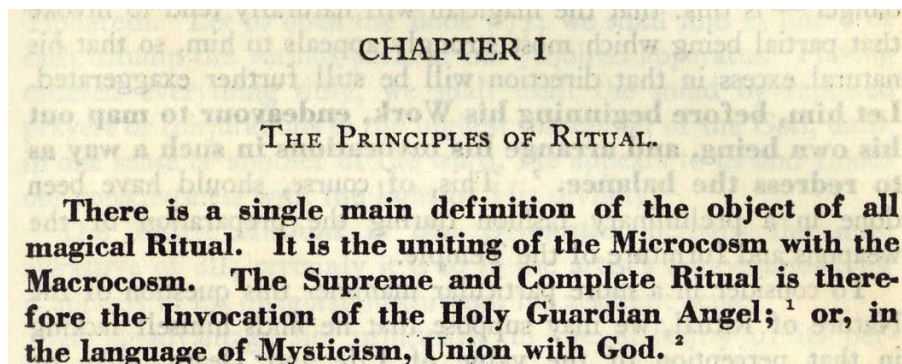 CHAPTER I
THE PRINCIPLES OF RITUAL.
There is a single main definition of the object of all
magical Ritual. It is the uniting of the Microcosm with the
Macrocosm. The Supreme and Complete Ritual is there-
fore the Invocation of the Holy Guardian Angel; ¹ or, in
the language of Mysticism, Union with God. ²